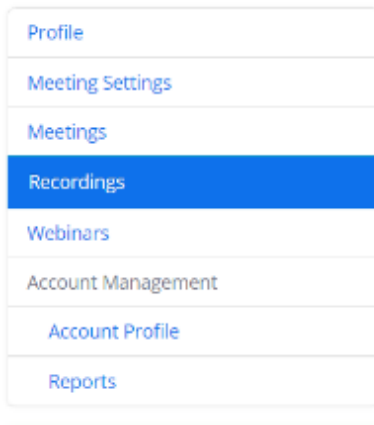 Profile
Meeting Settings
Meetings
Recordings
Webinars
Account Management
Account Profile
Reports